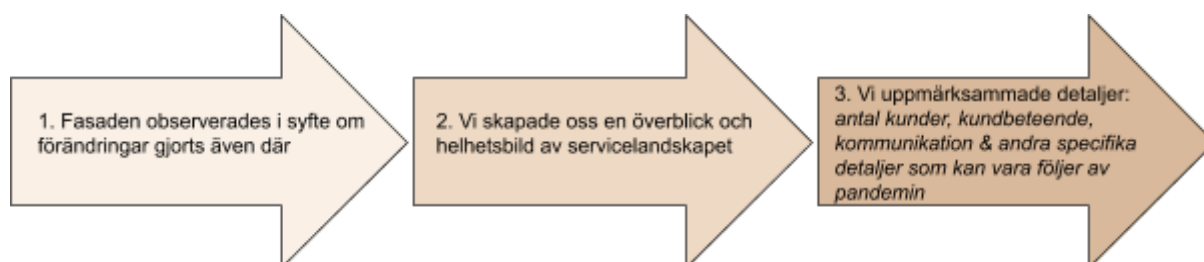 1. Fasaden observerades i syfte om
förändringar gjorts även där
2. Vi skapade oss en överblick och
helhetsbild av servicelandskapet
3. Vi uppmärksammade detaljer:
antal kunder, kundbeteende,
kommunikation & andra specifika
detaljer som kan vara följer av
pandemin